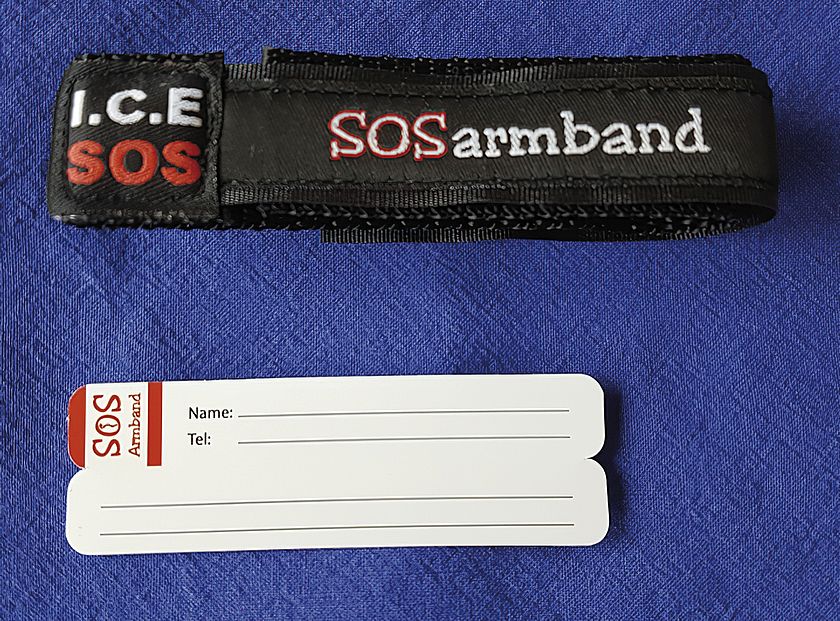 I.C.E
SOS
SOSarmband
SOS
Armband
Name:
Tel: